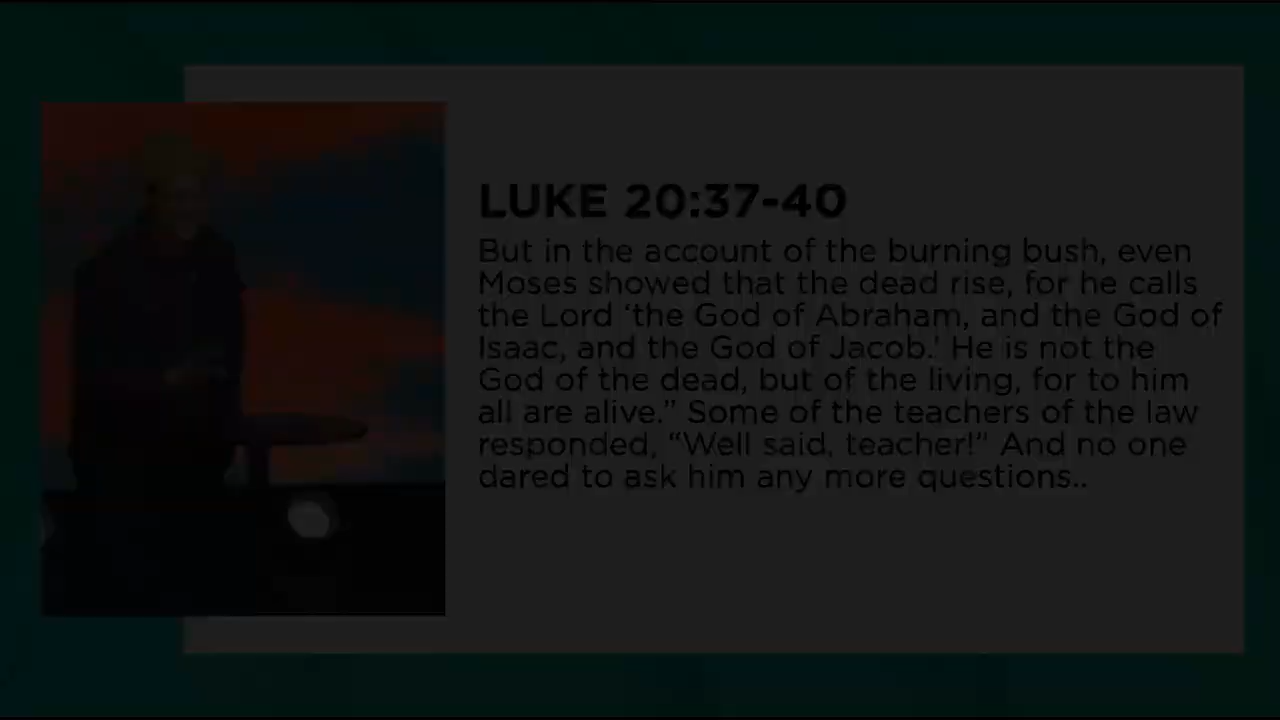 LUKE 20:37-40
But in the account of the burning bush, even
Moses showed that the dead rise, for he calls
the Lord ‘the God of Abraham, and the God of
Isaac, and the God of Jacob.’ He is not the
God of the dead, but of the living, for to him
all are alive.” Some of the teachers of the law
responded, “Well said, teacher!” And no one
dared to ask him any more questions..